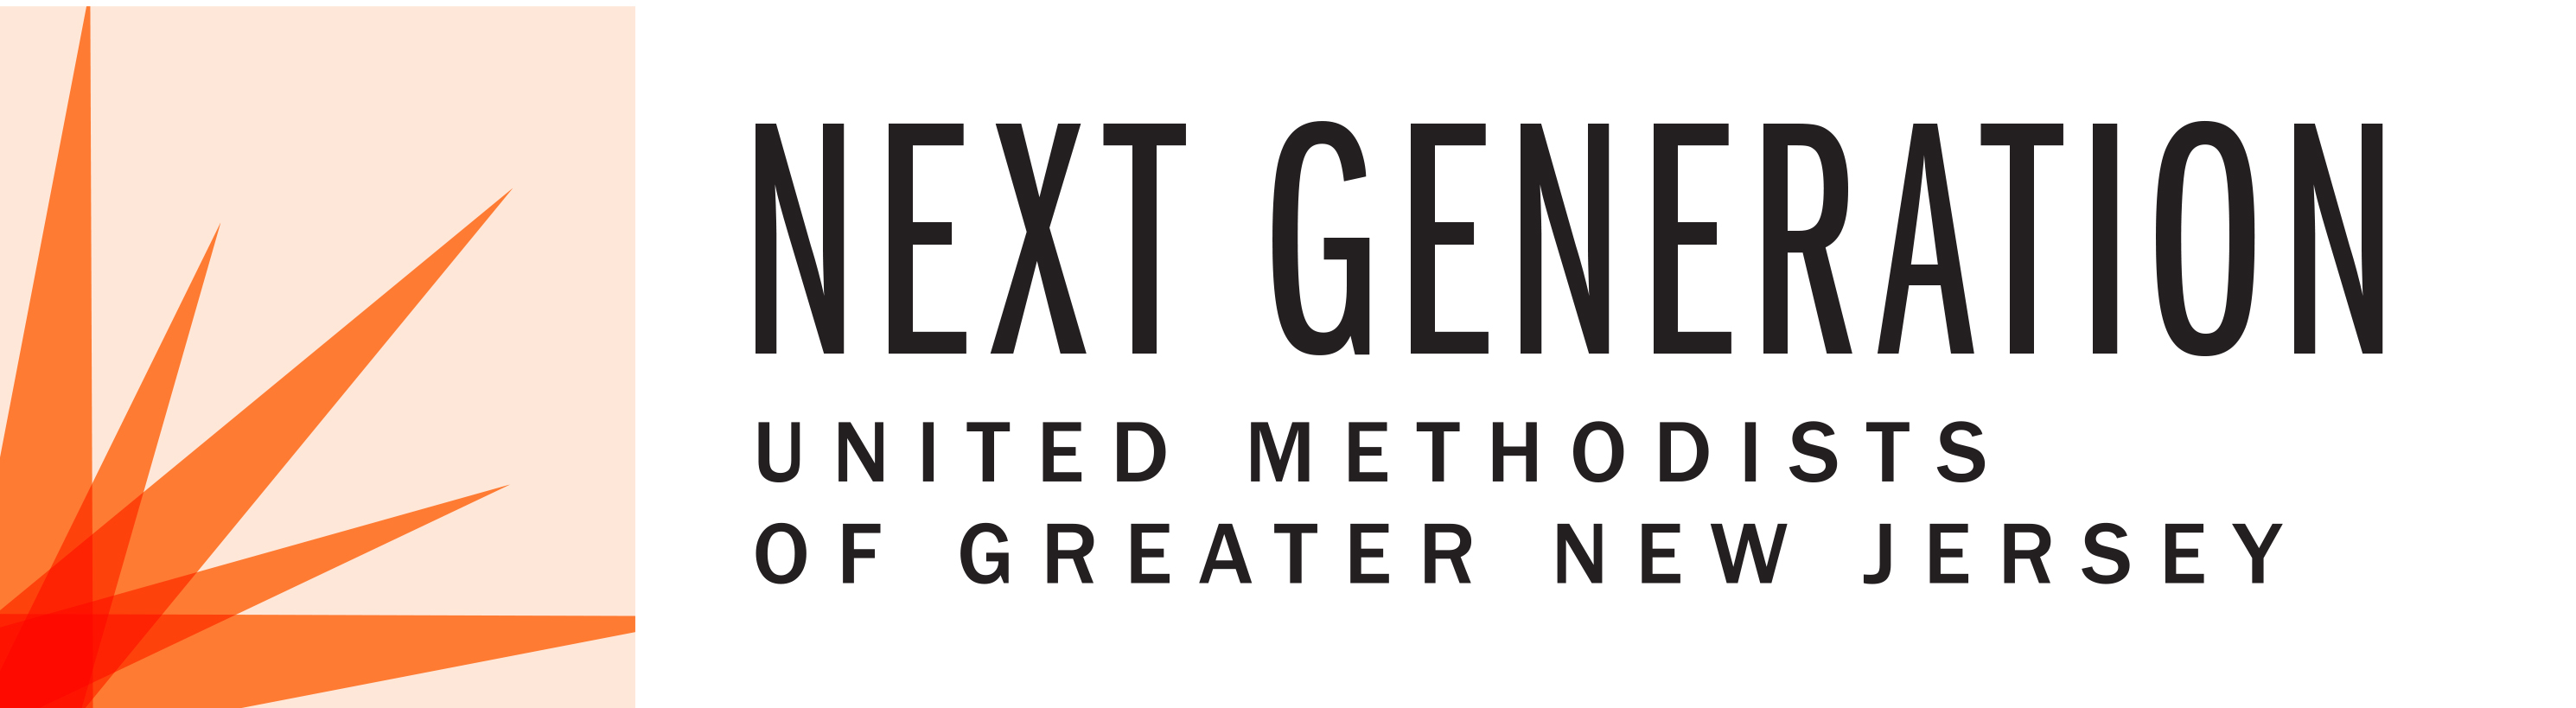 NEXT GENERATION
UNITED METHODISTS
OF GREATER NEW JERSEY